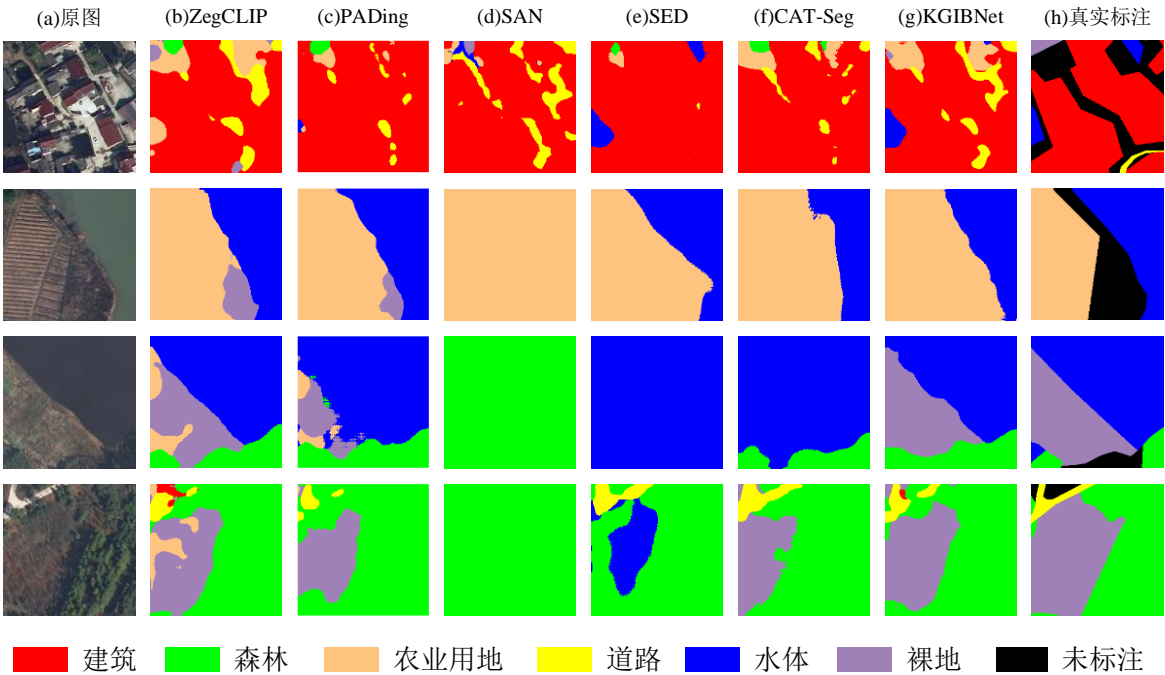 (a)原图 (b)ZegCLIP (c)PADing (d)SAN (e)SED (f)CAT-Seg (g)KGIBNet (h)真实标注
建筑 森林 农业用地 道路 水体 裸地 未标注